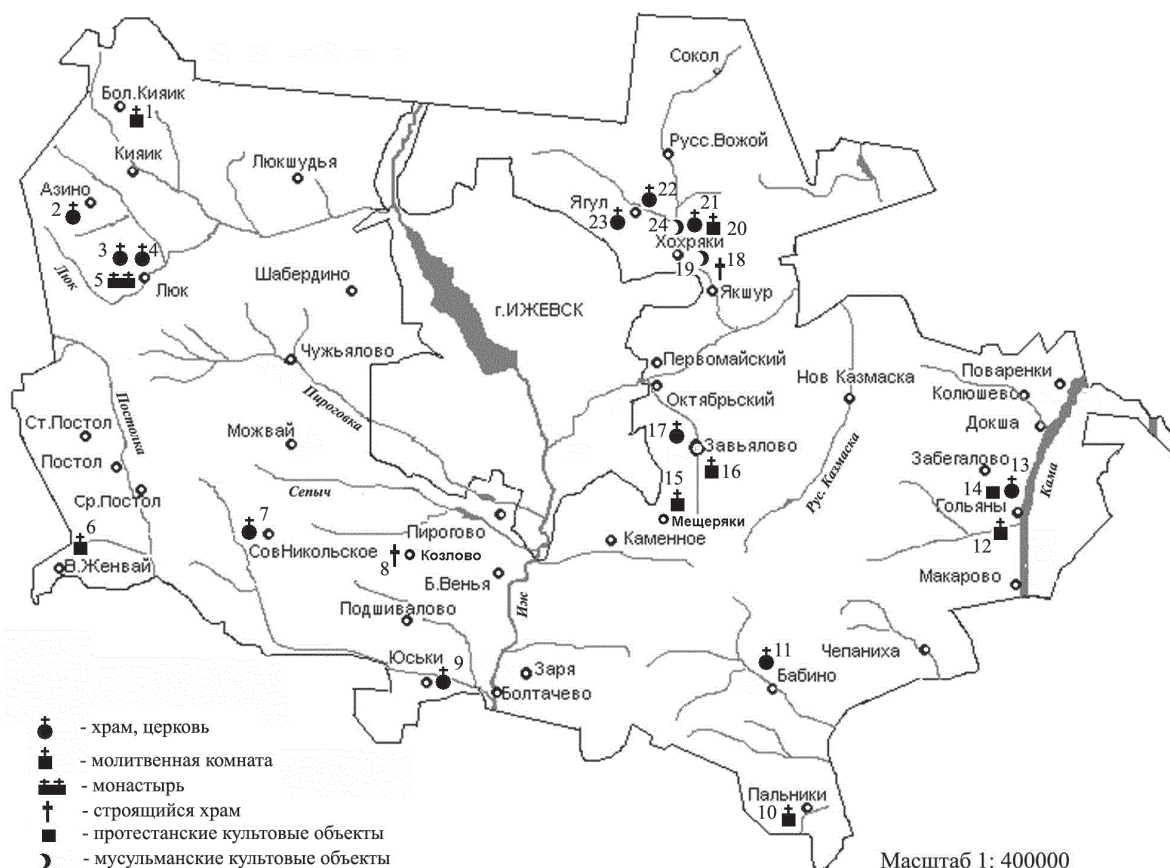 Сокол
Бол.Кияик
1
Русс.Вожой
Кияик
Люкшудья
Азино
2
22
Ягул
21
23
24
20
Хохряки
3
4
18
19
5
Люк
Люк
Шабердино
Якшур
г.ИЖЕВСК
Чужьялово
Первомайский
Поваренки
Нов Казмаска
Колюшево
Октябрьский
Пироговка
Постолка
Ст.Постол
Докша
Можвай
17
Завьялово
Постол
16
Забегалово
13
15
14
Рус. Казмаска
Кама
Сепыч
Ср.Постол
Гольяны
Мещеряки
7
Пирогово
6
12
СовНикольское
Козлово
Каменное
8
В.Женвай
Б.Венья
Макарово
Иж
Подшивалово
11
Чепаниха
Юськи
9
Заря
Бабино
Болтачево
- храм, церковь
- молитвенная комната
- монастырь
Пальники
10
- строящийся храм
- протестанские культовые объекты
- мусульманские культовые объекты
Масштаб 1: 400000